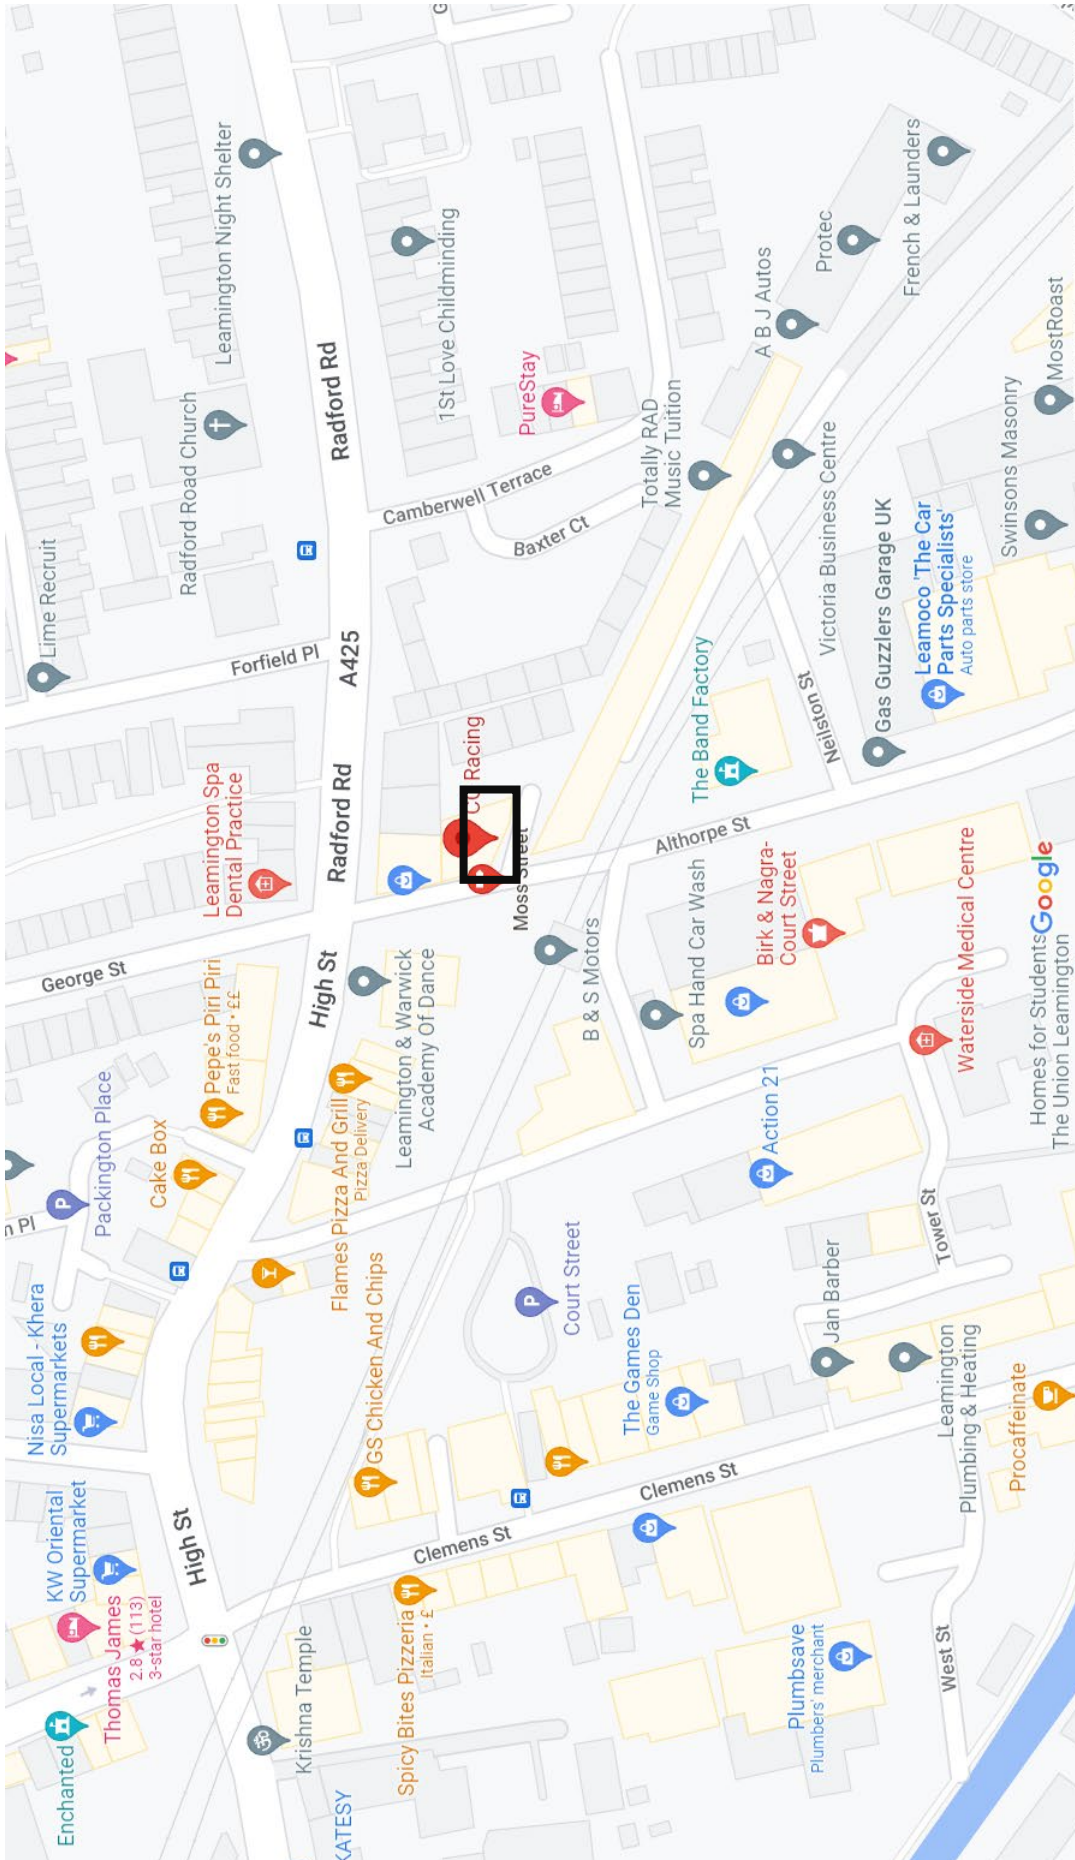 Enchanted
Thomas James
2.8 ★ (113)
3-star hotel
KW Oriental
Supermarket
Nisa Local - Khera
Supermarkets
n Pl
Packington Place
Cake Box
Pepe's Piri Piri
Fast food • ££
George St
Leamington Spa
Dental Practice
Lime Recruit
Forfield Pl
Radford Road Church
Leamington Night Shelter
High St
High St
Radford Rd
A425
Radford Rd
Krishna Temple
KATESY
Spicy Bites Pizzeria
Italian • £
GS Chicken And Chips
Flames Pizza And Grill
Pizza Delivery
Leamington & Warwick
Academy Of Dance
Racing
Moss Street
Camberwell Terrace
Baxter Ct
1St Love Childminding
PureStay
Clemens St
Clemens St
Court Street
B & S Motors
The Games Den
Game Shop
Althorpe St
Spa Hand Car Wash
The Band Factory
Totally RAD
Music Tuition
A B J Autos
Protec
French & Launders
Plumbsave
Plumbers' merchant
Jan Barber
Action 21
Birk & Nagra-
Court Street
Neilston St
Victoria Business Centre
Gas Guzzlers Garage UK
Leamoco 'The Car
Parts Specialists'
Auto parts store
West St
Leamington
Plumbing & Heating
Tower St
Waterside Medical Centre
Swinsons Masonry
MostRoast
Procaffeinate
Homes for Students
The Union Leamington
Google